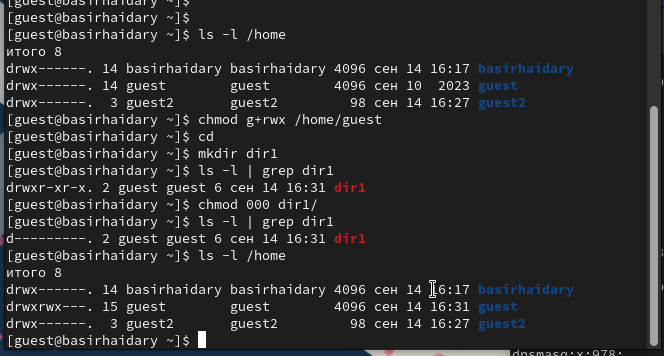 [guest@basirhaidary ~]$
[guest@basirhaidary ~]$
[guest@basirhaidary ~]$ ls -l /home
итого 8
drwx------. 14 basirhaidary basirhaidary 4096 сен 14 16:17 basirhaidary
drwx------. 14 guest        guest        4096 сен 10  2023 guest
drwx------.  3 guest2       guest2         98 сен 14 16:27 guest2
[guest@basirhaidary ~]$ chmod g+rwx /home/guest
[guest@basirhaidary ~]$ cd
[guest@basirhaidary ~]$ mkdir dir1
[guest@basirhaidary ~]$ ls -l | grep dir1
drwxr-xr-x. 2 guest guest 6 сен 14 16:31 dir1
[guest@basirhaidary ~]$ chmod 000 dir1/
[guest@basirhaidary ~]$ ls -l | grep dir1
d---------. 2 guest guest 6 сен 14 16:31 dir1
[guest@basirhaidary ~]$ ls -l /home
итого 8
drwx------. 14 basirhaidary basirhaidary 4096 сен 14 16:17 basirhaidary
drwxrwx---. 15 guest        guest        4096 сен 14 16:31 guest
drwx------.  3 guest2       guest2         98 сен 14 16:27 guest2
[guest@basirhaidary ~]$
dnsmasq:x:978: